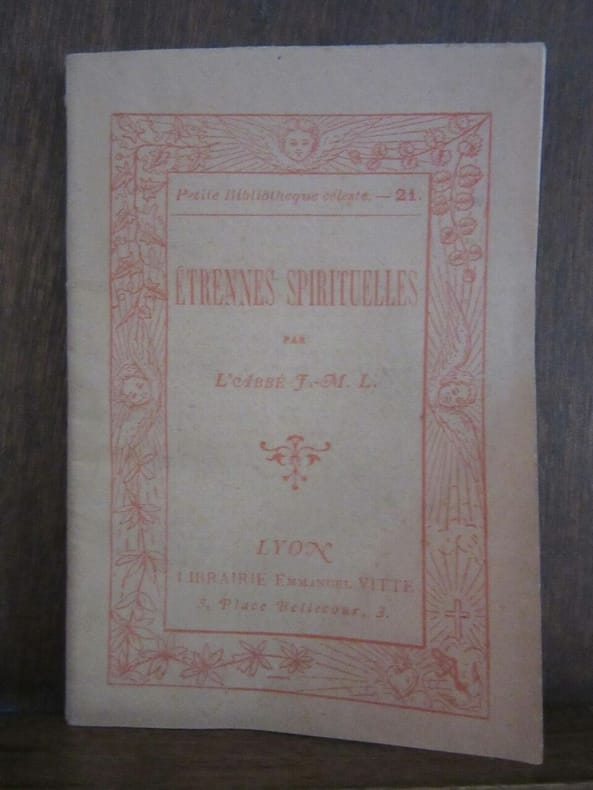 Petite Bibliothèque céleste. — 21.
ÉTRENNES SPIRITUELLES
PAR
L'ABBÉ J.-M. L.
LYON
LIBRAIRIE EMMANUEL VITTE
3, Place Bellecour, 3.